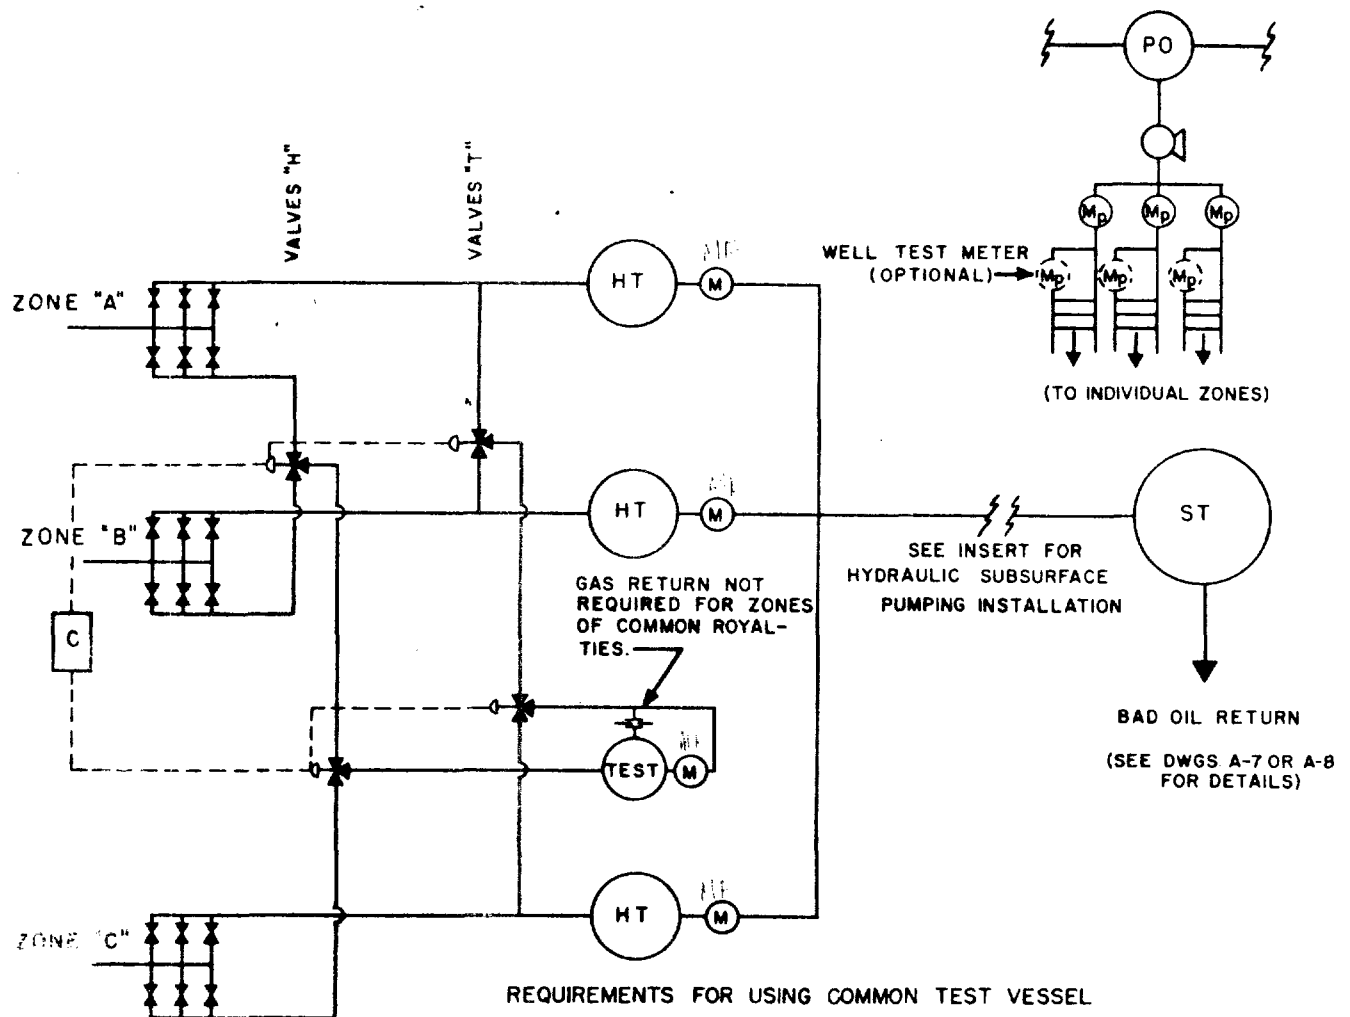 PO
VALVES "H"
VALVES "T"
Mp
Mp
Mp
WELL TEST METER
(OPTIONAL)
Mp
Mp
Mp
(TO INDIVIDUAL ZONES)
ZONE "A"
HT
M
ZONE "B"
HT
M
ST
SEE INSERT FOR
HYDRAULIC SUBSURFACE
PUMPING INSTALLATION
GAS RETURN NOT
REQUIRED FOR ZONES
OF COMMON ROYAL-
TIES.
C
TEST
M
BAD OIL RETURN
(SEE DWGS A-7 OR A-8
FOR DETAILS)
ZONE "C"
HT
M
REQUIREMENTS FOR USING COMMON TEST VESSEL